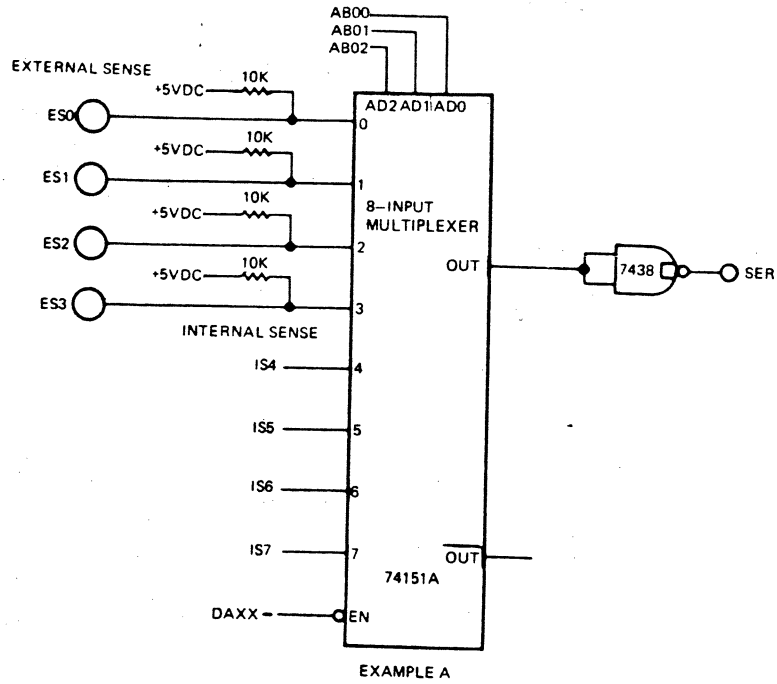 AB00
AB01
AB02
EXTERNAL SENSE
10K
+5VDC
AD2 AD1 AD0
ES0
0
10K
+5VDC
ES1
1
8-INPUT
MULTIPLEXER
10K
+5VDC
ES2
2
OUT
7438
SER
10K
+5VDC
ES3
3
INTERNAL SENSE
IS4
4
IS5
5
IS6
6
IS7
7
OUT
74151A
DAXX-
EN
EXAMPLE A